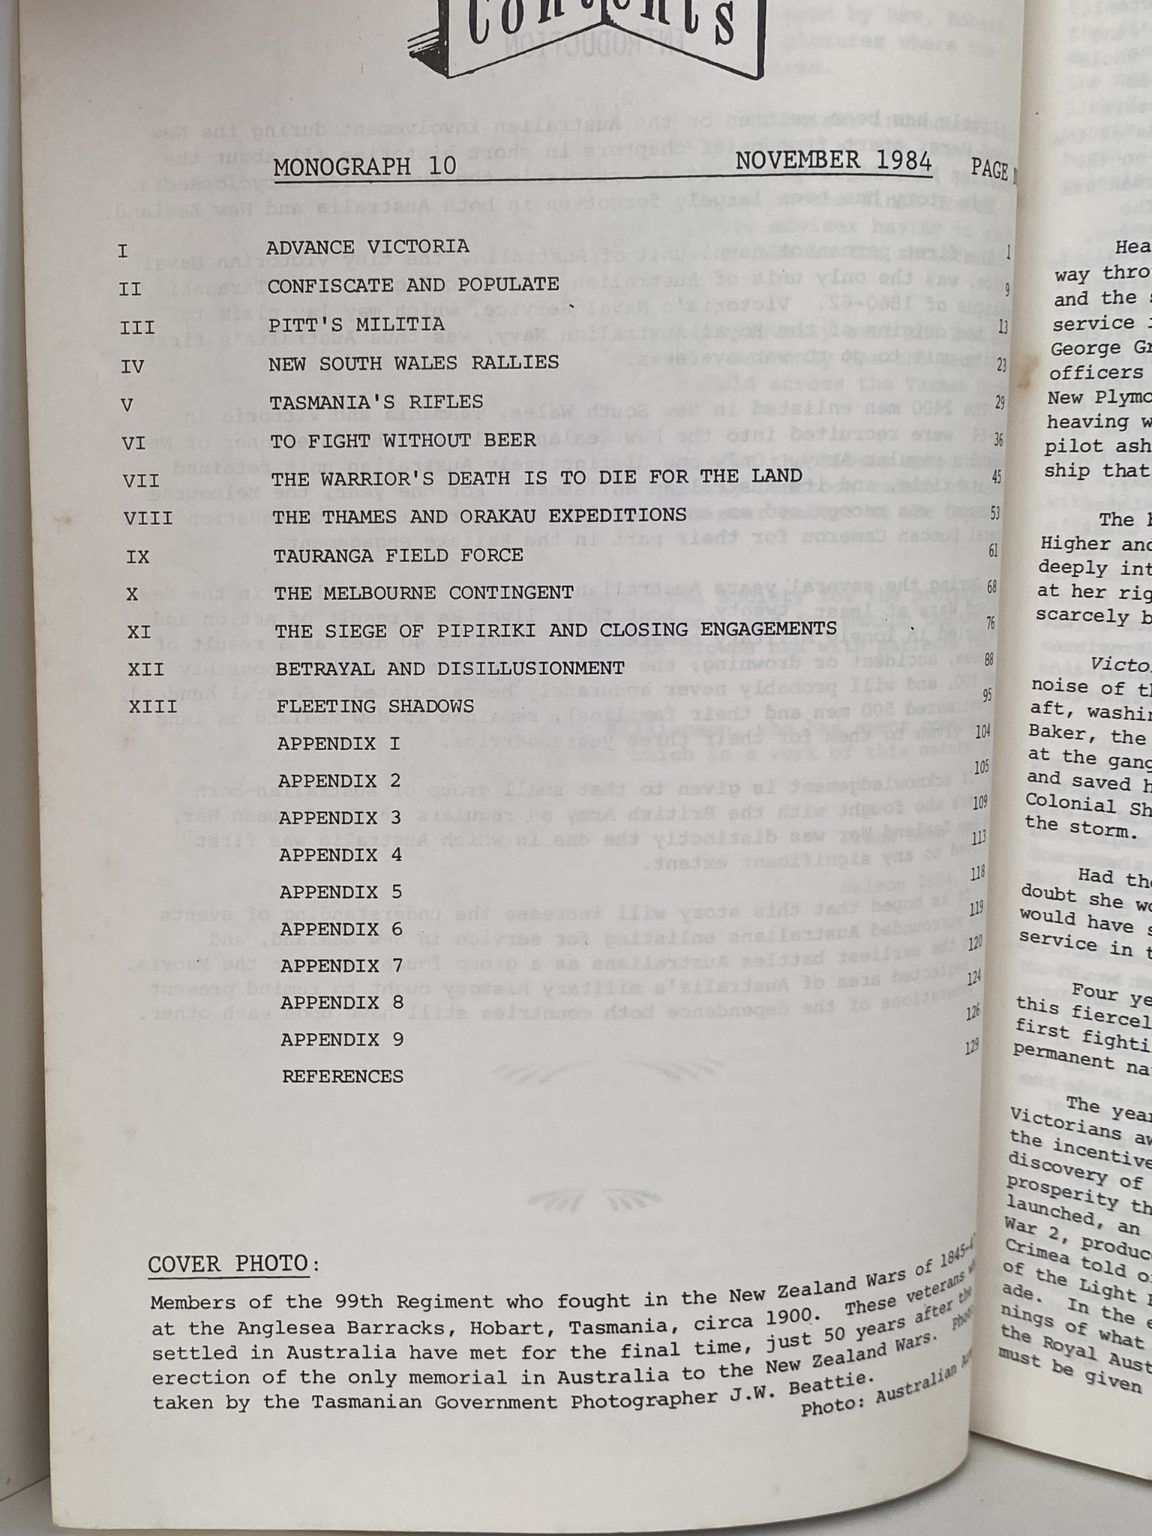 Contents
MONOGRAPH 10 NOVEMBER 1984 PAGE
I ADVANCE VICTORIA 1
II CONFISCATE AND POPULATE 9
III PITT'S MILITIA 13
IV NEW SOUTH WALES RALLIES 23
V TASMANIA'S RIFLES 29
VI TO FIGHT WITHOUT BEER 36
VII THE WARRIOR'S DEATH IS TO DIE FOR THE LAND 45
VIII THE THAMES AND ORAKAU EXPEDITIONS 53
IX TAURANGA FIELD FORCE 61
X THE MELBOURNE CONTINGENT 68
XI THE SIEGE OF PIPIRIKI AND CLOSING ENGAGEMENTS 76
XII BETRAYAL AND DISILLUSIONMENT 88
XIII FLEETING SHADOWS 95
APPENDIX I 104
APPENDIX 2 105
APPENDIX 3 109
APPENDIX 4 113
APPENDIX 5 118
APPENDIX 6 119
APPENDIX 7 120
APPENDIX 8 124
APPENDIX 9 126
REFERENCES 129
COVER PHOTO:
Members of the 99th Regiment who fought in the New Zealand Wars of 1845-4
at the Anglesea Barracks, Hobart, Tasmania, circa 1900. These veterans
settled in Australia have met for the final time, just 50 years after the
erection of the only memorial in Australia to the New Zealand Wars. Photo
taken by the Tasmanian Government Photographer J.W. Beattie.
Photo: Australian
Hea
way thro
and the s
service
George Gr
officers
New Plymo
heaving w
pilot ash
ship that
The
Higher and
deeply int
at her rig
scarcely b
Victo
noise of th
aft, washin
Baker, the
at the gang
and saved h
Colonial Sh
the storm.
Had the
doubt she wo
would have s
service in t
Four ye
this fiercel
first fighti
permanent na
The year
Victorians aw
the incentive
discovery of
prosperity th
launched, an
War 2, produc
Crimea told o
of the Light
ade. In the e
nings of what
the Royal Aust
must be given